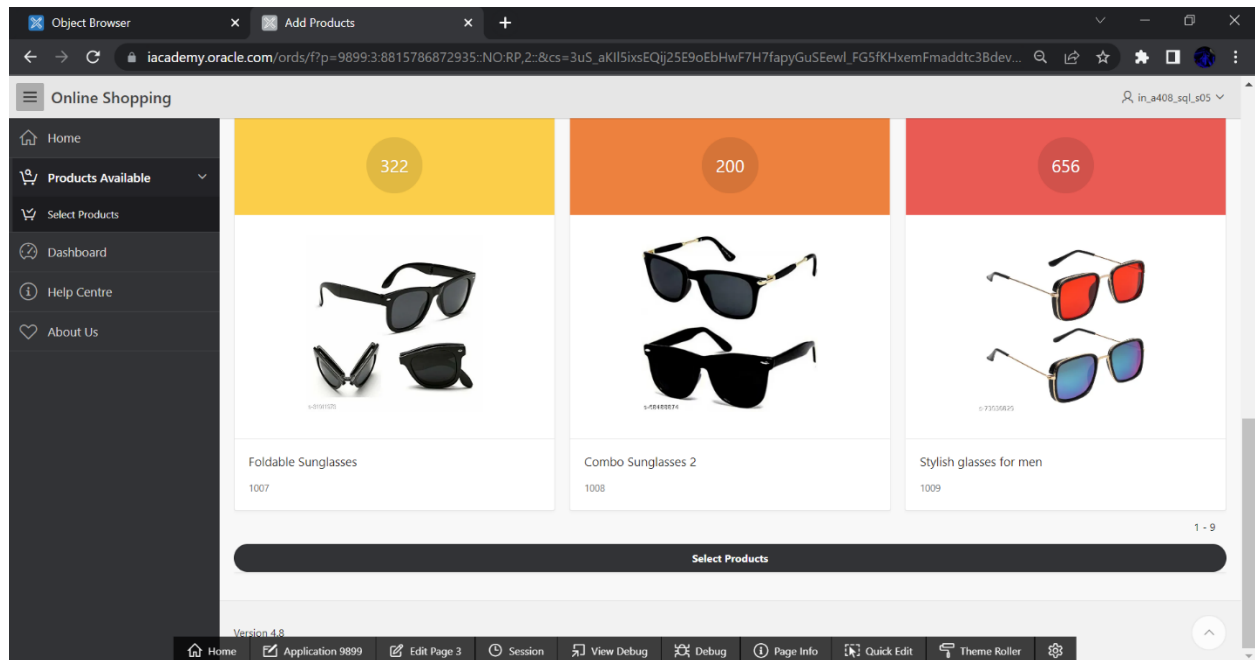 Object Browser
Add Products
iacademy.oracle.com/ords/f?p=9899:3:8815786872935::NO:RP,2::&cs=3uS_aKIl5ixsEQij25E9oEbHwF7H7fapyGuSEewl_FG5fKHxemFmaddtc3Bdev...
Online Shopping
in_a408_sql_s05
Home
Products Available
Select Products
Dashboard
Help Centre
About Us
322
200
656
s-73536835
Foldable Sunglasses
Combo Sunglasses 2
Stylish glasses for men
1007
1008
1009
1 - 9
Select Products
Version 4.8
Home
Application 9899
Edit Page 3
Session
View Debug
Debug
Page Info
Quick Edit
Theme Roller